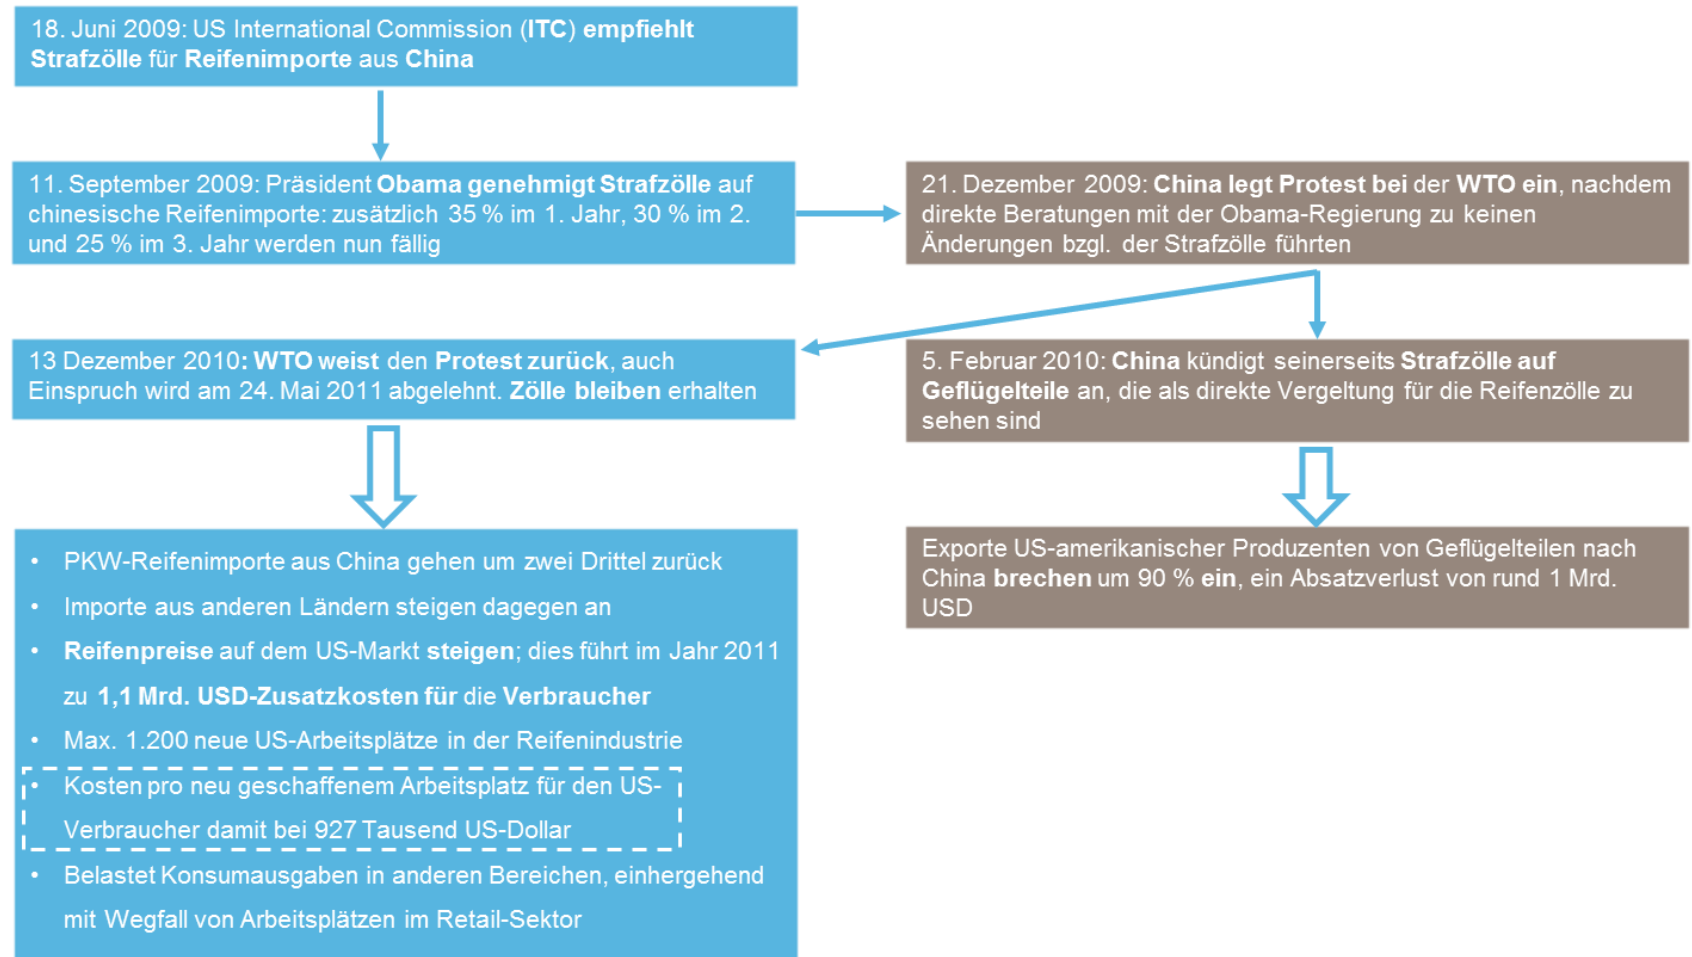 18. Juni 2009: US International Commission (ITC) empfiehlt
Strafzölle für Reifenimporte aus China
11. September 2009: Präsident Obama genehmigt Strafzölle auf
chinesische Reifenimporte: zusätzlich 35 % im 1. Jahr, 30 % im 2.
und 25 % im 3. Jahr werden nun fällig
21. Dezember 2009: China legt Protest bei der WTO ein, nachdem
direkte Beratungen mit der Obama-Regierung zu keinen
Änderungen bzgl. der Strafzölle führten
13 Dezember 2010: WTO weist den Protest zurück, auch
Einspruch wird am 24. Mai 2011 abgelehnt. Zölle bleiben erhalten
5. Februar 2010: China kündigt seinerseits Strafzölle auf
Geflügelteile an, die als direkte Vergeltung für die Reifenzölle zu
sehen sind
• PKW-Reifenimporte aus China gehen um zwei Drittel zurück
• Importe aus anderen Ländern steigen dagegen an
• Reifenpreise auf dem US-Markt steigen; dies führt im Jahr 2011
zu 1,1 Mrd. USD-Zusatzkosten für die Verbraucher
• Max. 1.200 neue US-Arbeitsplätze in der Reifenindustrie
• Kosten pro neu geschaffenem Arbeitsplatz für den US-
Verbraucher damit bei 927 Tausend US-Dollar
• Belastet Konsumausgaben in anderen Bereichen, einhergehend
mit Wegfall von Arbeitsplätzen im Retail-Sektor
Exporte US-amerikanischer Produzenten von Geflügelteilen nach
China brechen um 90 % ein, ein Absatzverlust von rund 1 Mrd.
USD